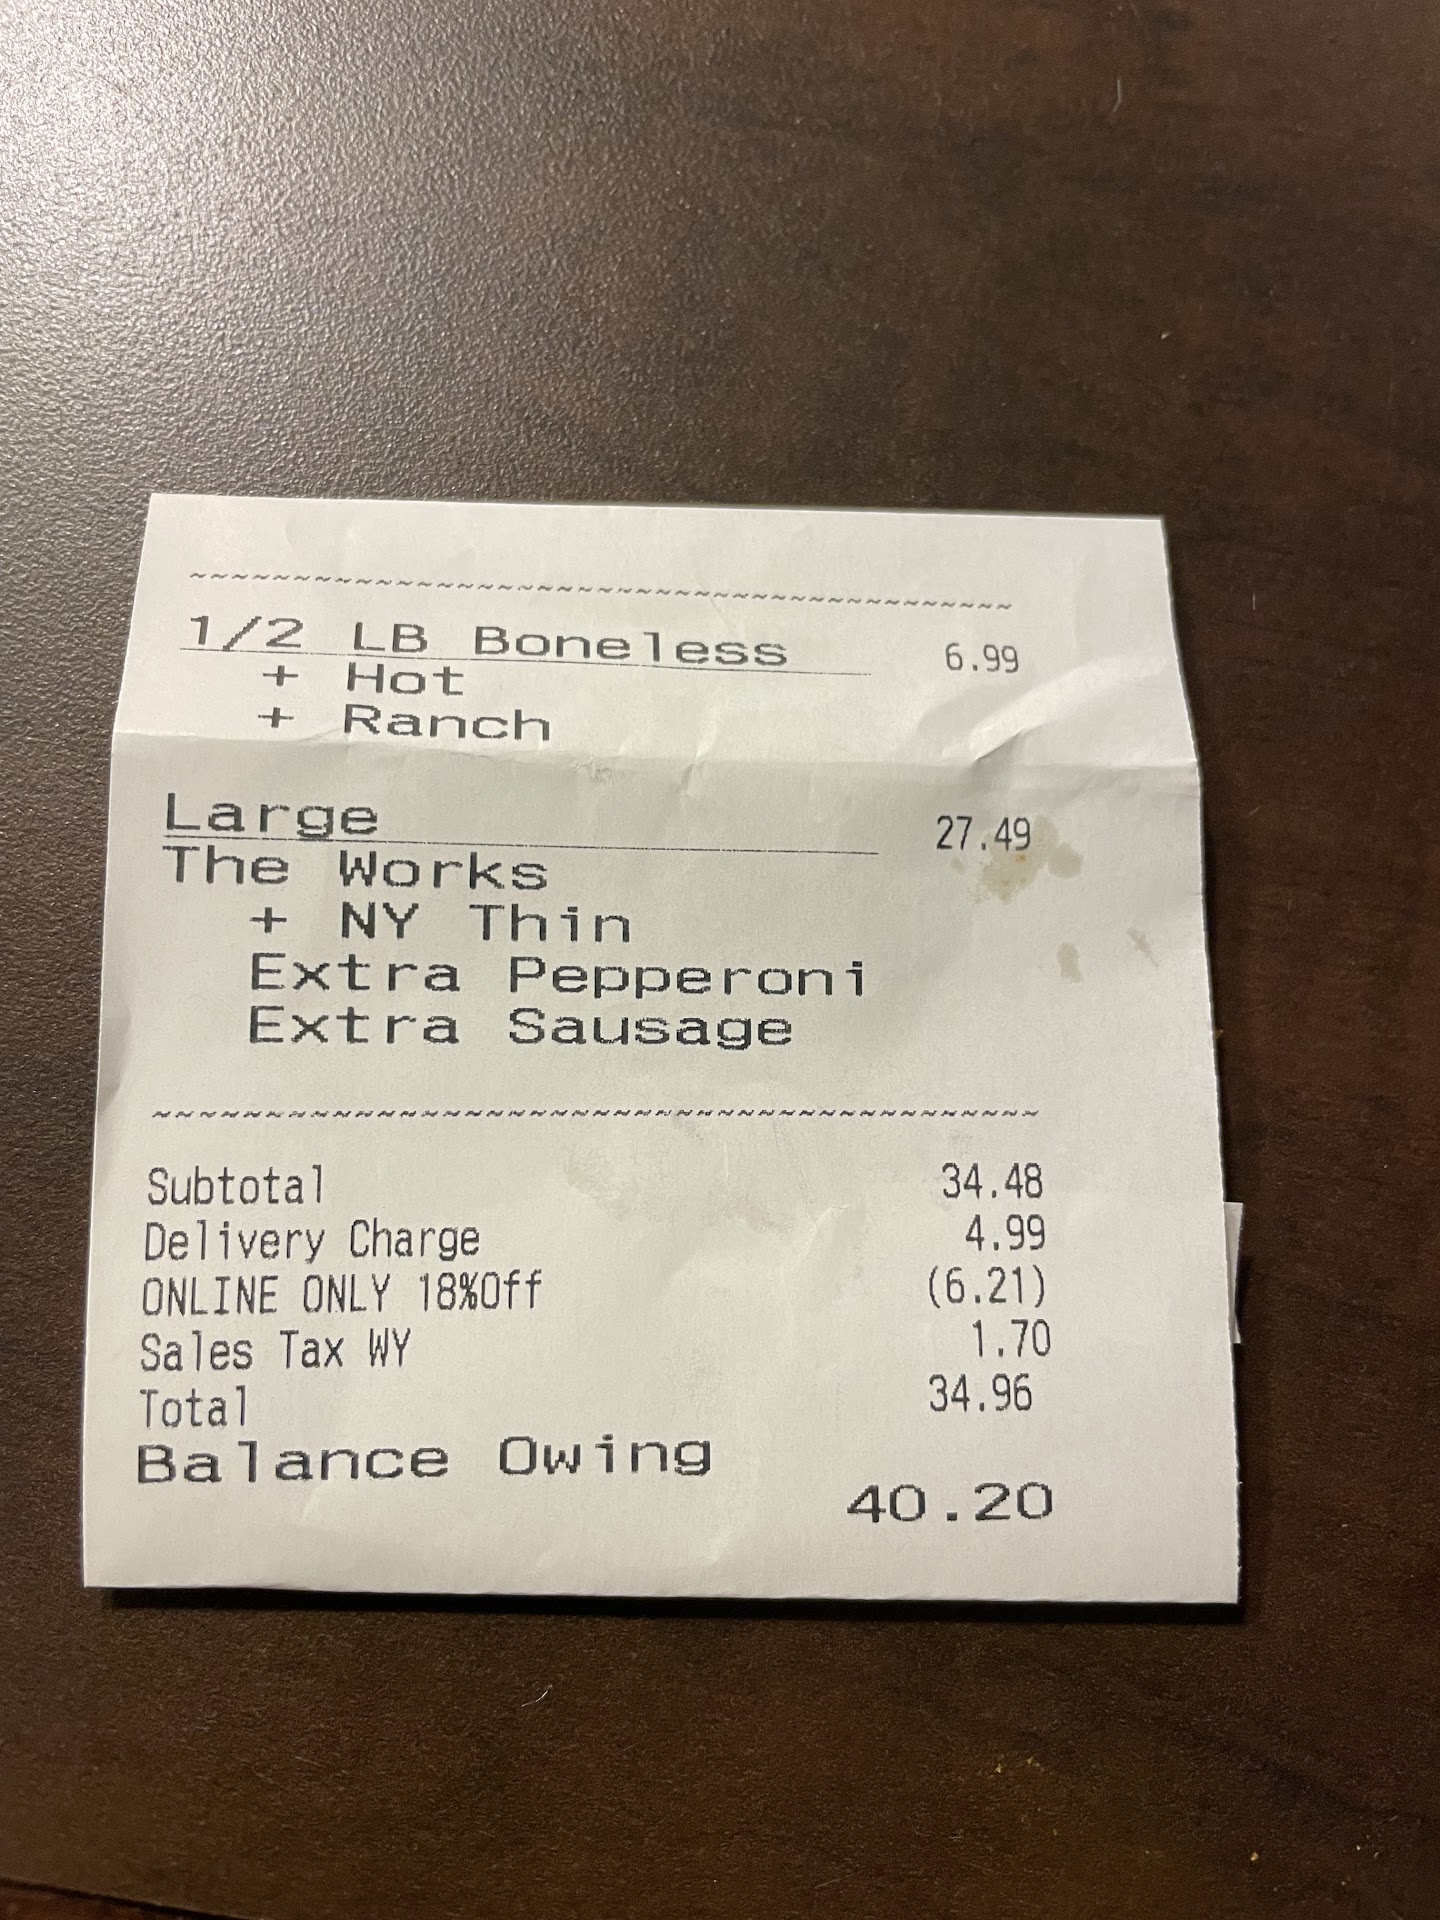 1/2 LB Boneless 6.99
+ Hot
+ Ranch
Large 27.49
The Works
+ NY Thin
Extra Pepperoni
Extra Sausage
Subtotal 34.48
Delivery Charge 4.99
ONLINE ONLY 18%Off (6.21)
Sales Tax WY 1.70
Total 34.96
Balance Owing
40.20